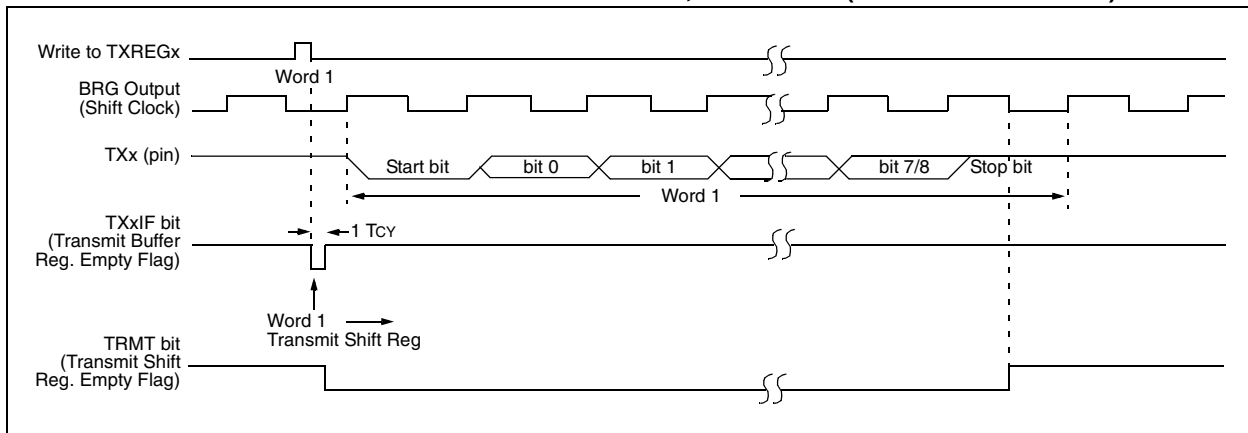 Write to TXREGx
Word 1
BRG Output
(Shift Clock)
TXx (pin)
Start bit
bit 0
bit 1
bit 7/8
Stop bit
Word 1
TXxIF bit
(Transmit Buffer
Reg. Empty Flag)
1 TCY
Word 1
Transmit Shift Reg
TRMT bit
(Transmit Shift
Reg. Empty Flag)